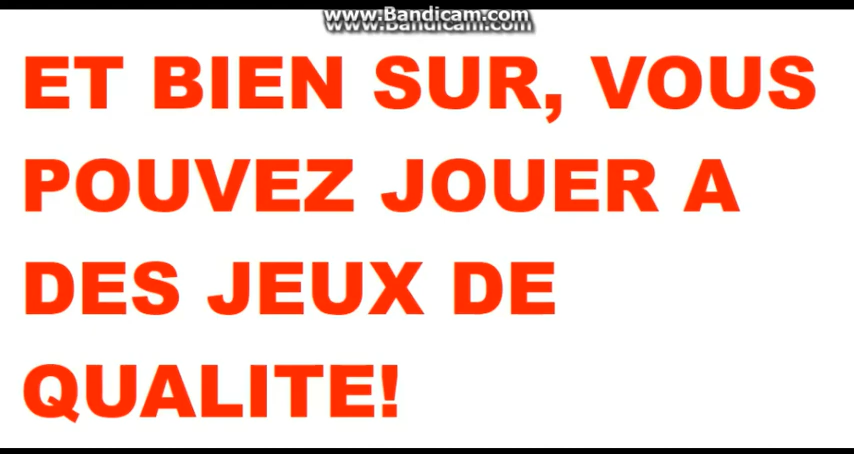 www.Bandicam.com
ET BIEN SUR, VOUS
POUVEZ JOUER A
DES JEUX DE
QUALITE!